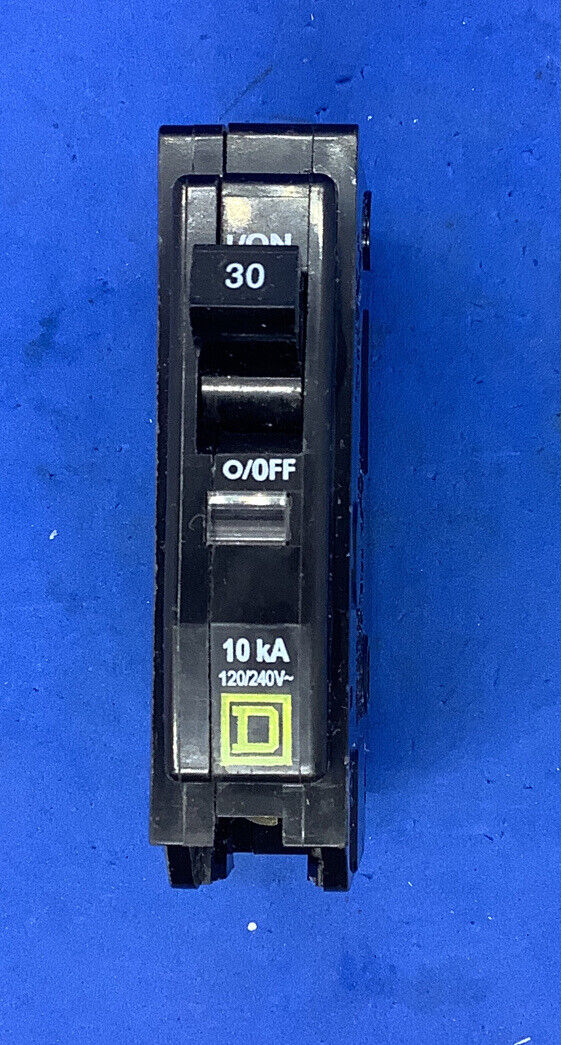 I/ON
30
O/OFF
10 kA
120/240V~
D